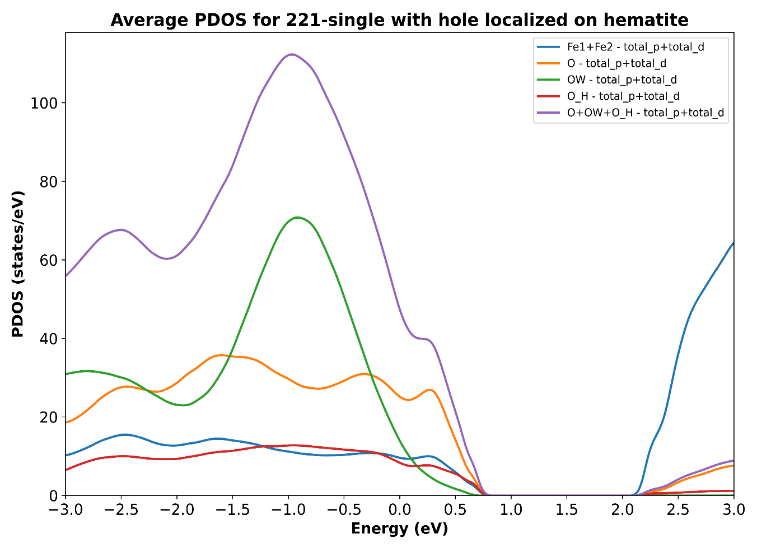 Average PDOS for 221-single with hole localized on hematite
Fe1+Fe2 - total_p+total_d
O - total_p+total_d
OW - total_p+total_d
O_H - total_p+total_d
O+OW+O_H - total_p+total_d
PDOS (states/eV)
100
80
60
40
20
0
−3.0 −2.5 −2.0 −1.5 −1.0 −0.5 0.0 0.5 1.0 1.5 2.0 2.5 3.0
Energy (eV)